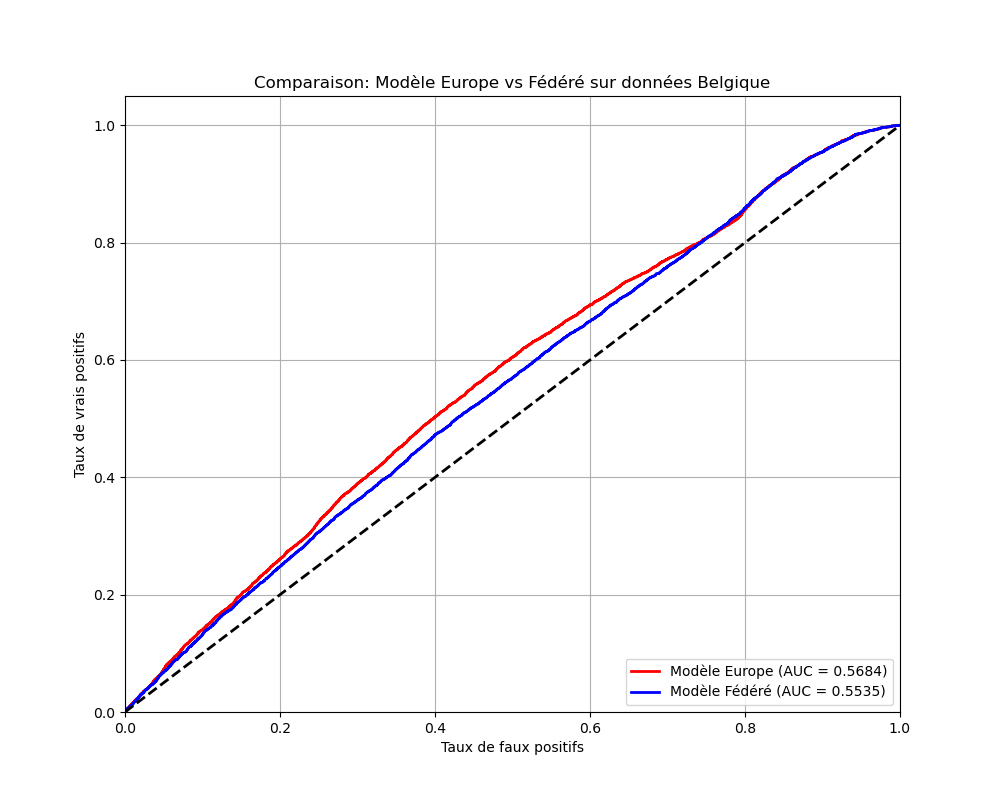 Comparaison: Modèle Europe vs Fédéré sur données Belgique
Taux de vrais positifs
1.0
0.8
0.6
0.4
0.2
0.0
0.0 0.2 0.4 0.6 0.8 1.0
Taux de faux positifs
Modèle Europe (AUC = 0.5684)
Modèle Fédéré (AUC = 0.5535)